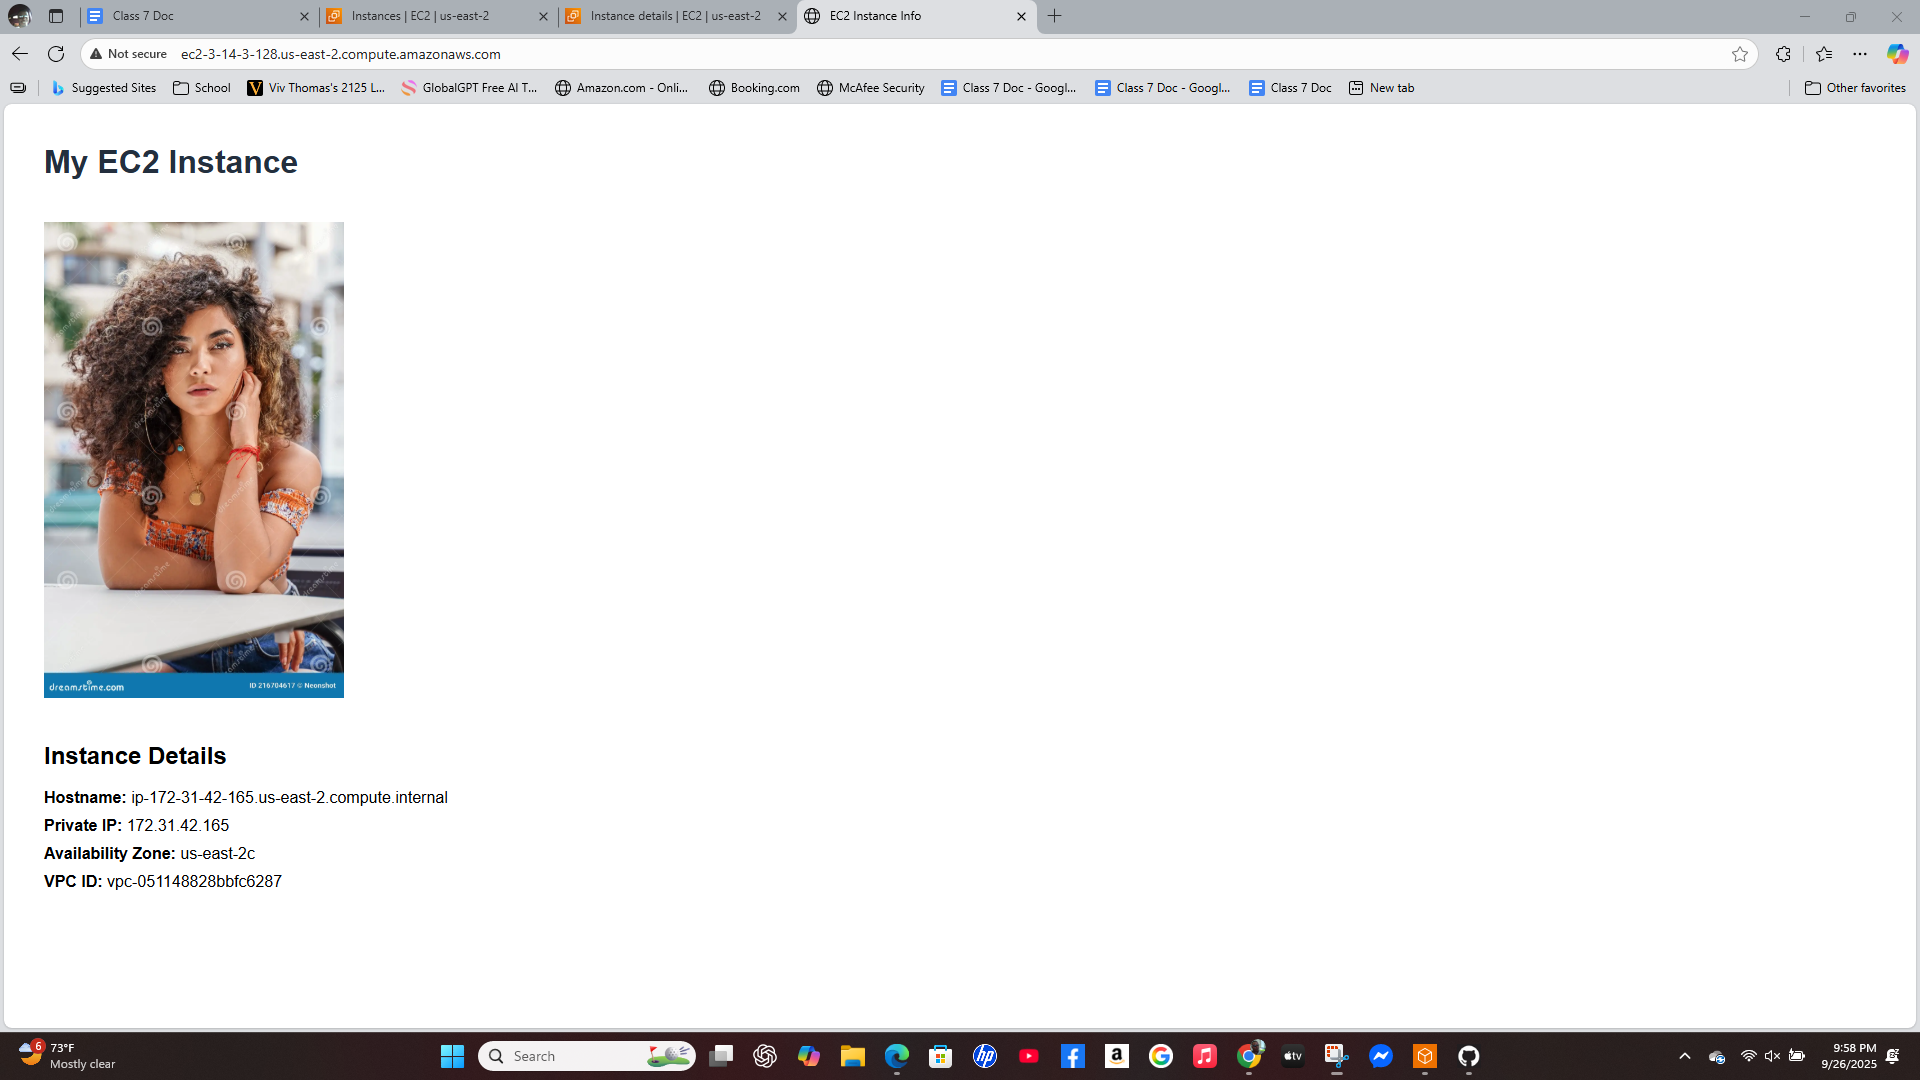 Class 7 Doc
Instances | EC2 | us-east-2
Instance details | EC2 | us-east-2
EC2 Instance Info
Not secure
ec2-3-14-3-128.us-east-2.compute.amazonaws.com
Suggested Sites
School
Viv Thomas's 2125 L...
GlobalGPT Free AI T...
Amazon.com - Onli...
Booking.com
McAfee Security
Class 7 Doc - Googl...
Class 7 Doc - Googl...
Class 7 Doc
New tab
Other favorites
My EC2 Instance
dreamstime.com
ID 216704617 © Neonshot
Instance Details
Hostname: ip-172-31-42-165.us-east-2.compute.internal
Private IP: 172.31.42.165
Availability Zone: us-east-2c
VPC ID: vpc-051148828bbfc6287
6
73°F
Mostly clear
Search
hp
a
tv
9:58 PM
9/26/2025